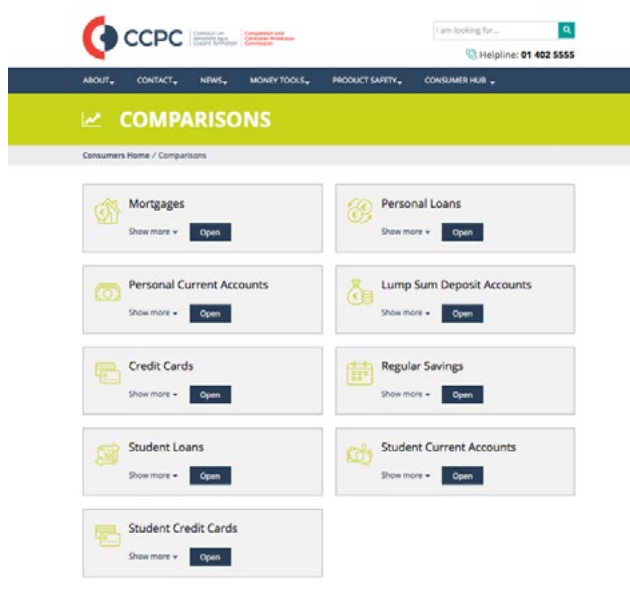 I am looking for...
CCPC
Competition and
Consumer Protection
Commission
Helpline: 01 402 5555
ABOUT CONTACT NEWS MONEY TOOLS PRODUCT SAFETY CONSUMER HUB
COMPARISONS
Consumers Home / Comparisons
Mortgages
Show more Open
Personal Loans
Show more Open
Personal Current Accounts
Show more Open
Lump Sum Deposit Accounts
Show more Open
Credit Cards
Show more Open
Regular Savings
Show more Open
Student Loans
Show more Open
Student Current Accounts
Show more Open
Student Credit Cards
Show more Open